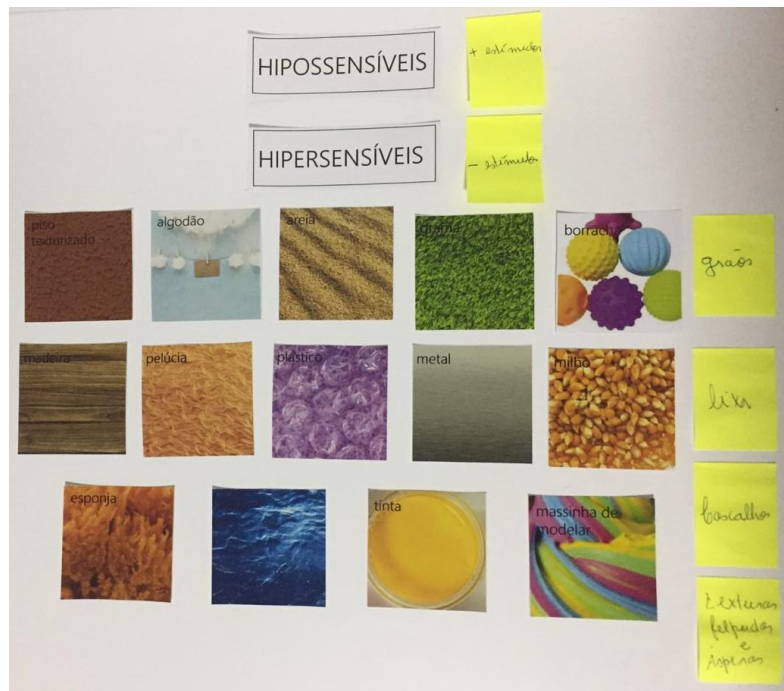 HIPOSSENSÍVEIS
+ estímulos
HIPERSENSÍVEIS
- estímulos
piso
texturizado
algodão
areia
grama
borracha
grãos
madeira
pelúcia
plástico
metal
milho
lixa
esponja
tinta
massinha de
modelar
cascalho
texturas
felpudas
e
ásperas